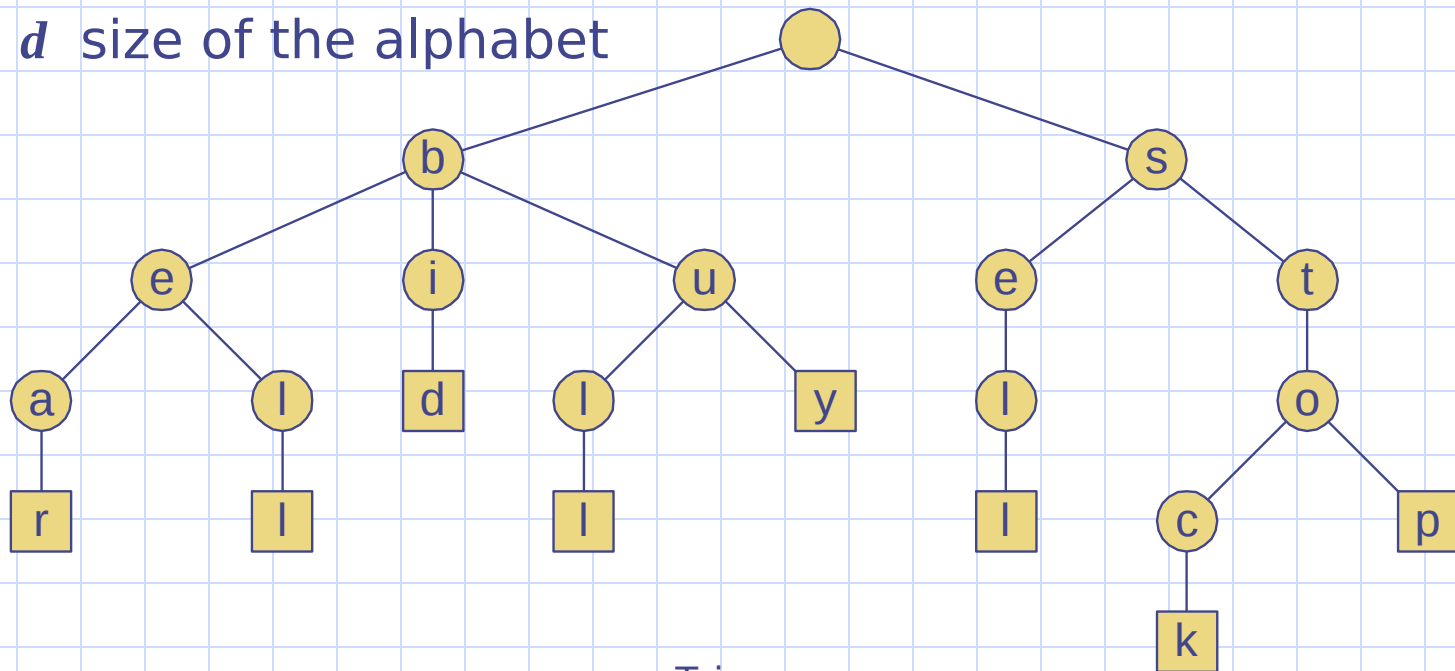 d size of the alphabet
b s
e i u e t
a l d l y l o
r l l l c p
k